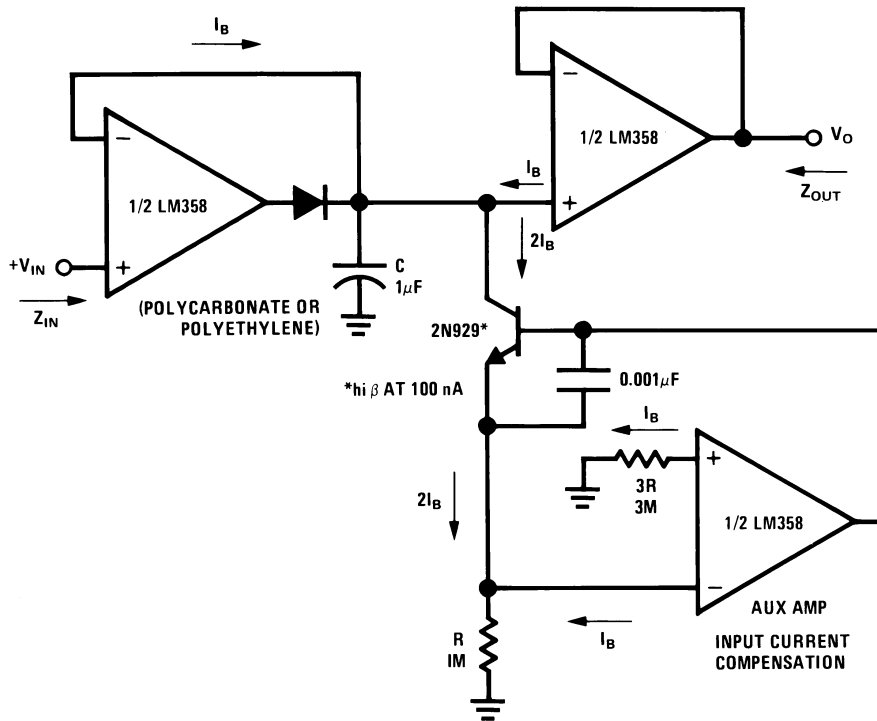 I_B
−
1/2 LM358
+
+V_IN
Z_IN
C
1μF
(POLYCARBONATE OR
POLYETHYLENE)
−
1/2 LM358
+
I_B
V_O
Z_OUT
2I_B
2N929*
*hi β AT 100 nA
0.001μF
I_B
3R
3M
+
1/2 LM358
−
2I_B
R
IM
I_B
AUX AMP
INPUT CURRENT
COMPENSATION